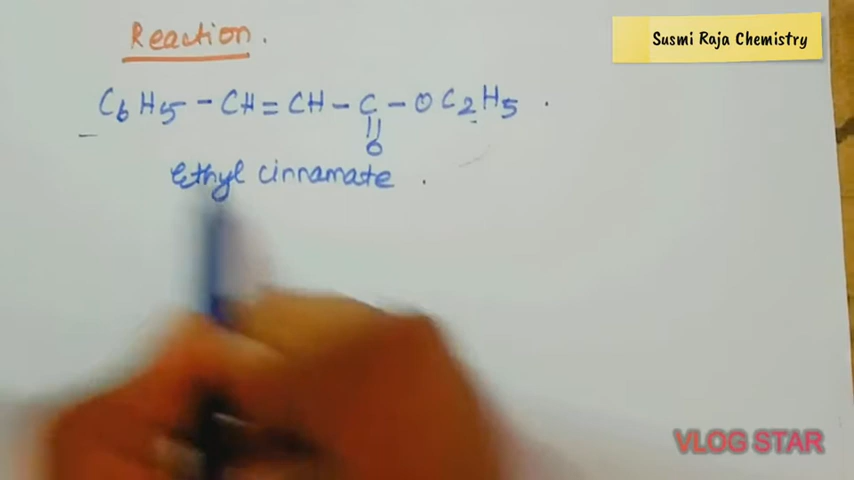 Reaction.
Susmi Raja Chemistry
C6H5 - CH = CH - C - OC2H5 .
||
O
Ethyl cinnamate .
VLOG STAR